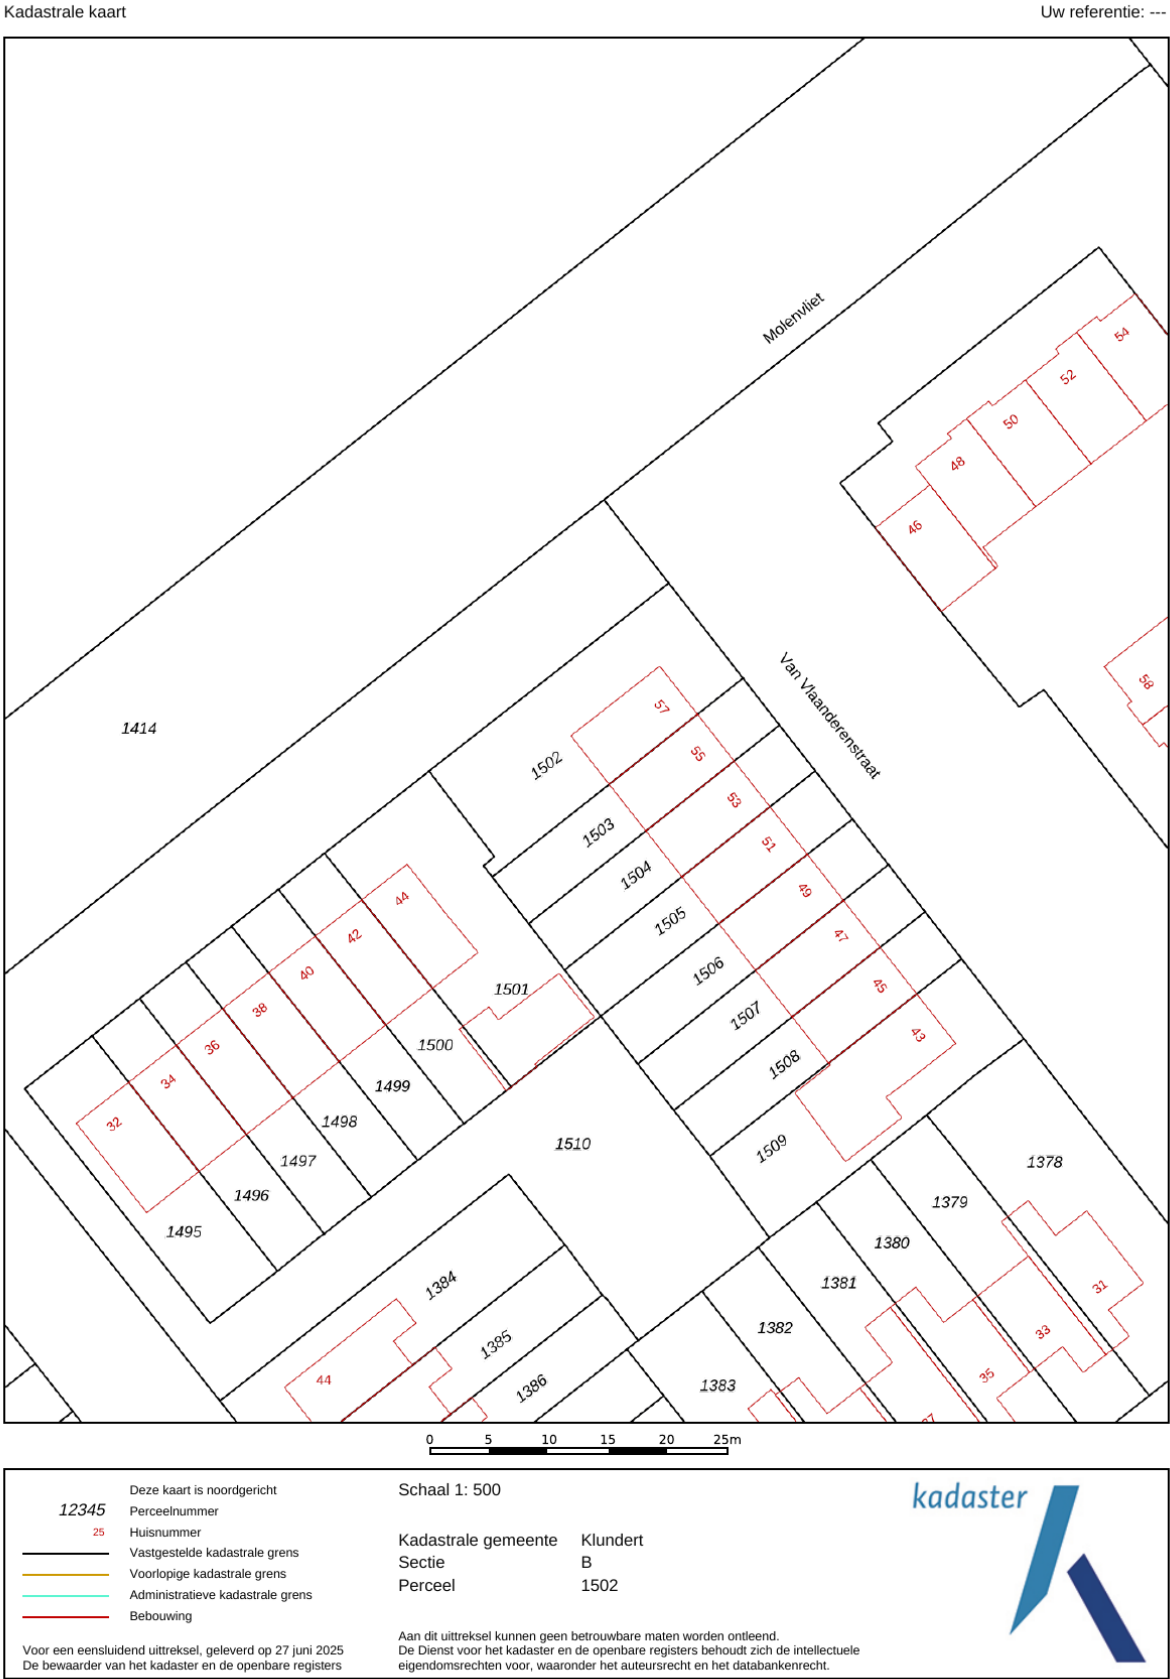 Kadastrale kaart
Uw referentie: ---
Molenvliet
54
52
50
48
46
58
Van Vlaanderenstraat
1414
57
1502
55
1503
53
1504
51
1505
49
1506
47
1507
45
1508
43
1509
44
42
40
38
36
34
32
1501
1500
1499
1498
1497
1496
1495
1510
1378
1379
1380
1381
1382
1383
1384
1385
1386
44
31
33
35
37
0 5 10 15 20 25m
Deze kaart is noordgericht
12345 Perceelnummer
25 Huisnummer
Vastgestelde kadastrale grens
Voorlopige kadastrale grens
Administratieve kadastrale grens
Bebouwing
Voor een eensluidend uittreksel, geleverd op 27 juni 2025
De bewaarder van het kadaster en de openbare registers
Schaal 1: 500
Kadastrale gemeente Klundert
Sectie B
Perceel 1502
Aan dit uittreksel kunnen geen betrouwbare maten worden ontleend.
De Dienst voor het kadaster en de openbare registers behoudt zich de intellectuele
eigendomsrechten voor, waaronder het auteursrecht en het databankenrecht.
kadaster